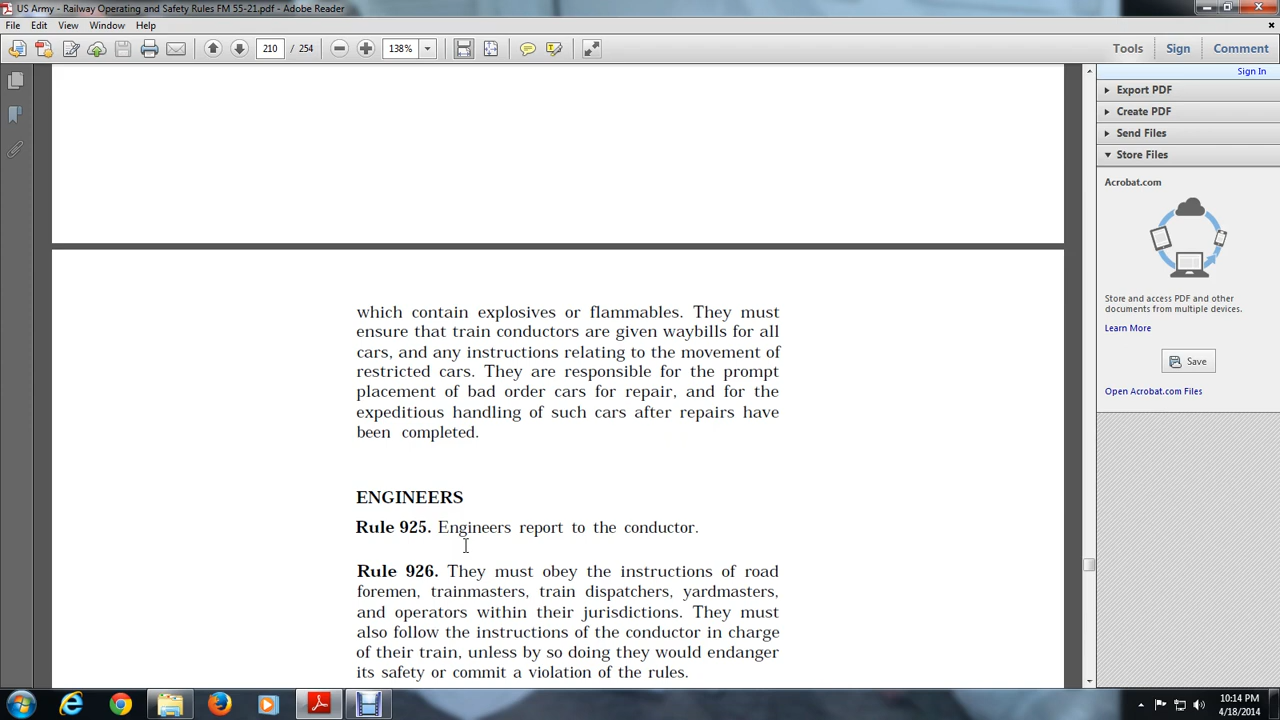 US Army - Railway Operating and Safety Rules FM 55-21.pdf - Adobe Reader
File Edit View Window Help
210 / 254 138% Tools Sign Comment
Sign In
Export PDF
Create PDF
Send Files
Store Files
Acrobat.com
Store and access PDF and other
documents from multiple devices.
Learn More
Save
Open Acrobat.com Files
which contain explosives or flammables. They must
ensure that train conductors are given waybills for all
cars, and any instructions relating to the movement of
restricted cars. They are responsible for the prompt
placement of bad order cars for repair, and for the
expeditious handling of such cars after repairs have
been completed.
ENGINEERS
Rule 925. Engineers report to the conductor.
Rule 926. They must obey the instructions of road
foremen, trainmasters, train dispatchers, yardmasters,
and operators within their jurisdictions. They must
also follow the instructions of the conductor in charge
of their train, unless by so doing they would endanger
its safety or commit a violation of the rules.
10:14 PM
4/18/2014